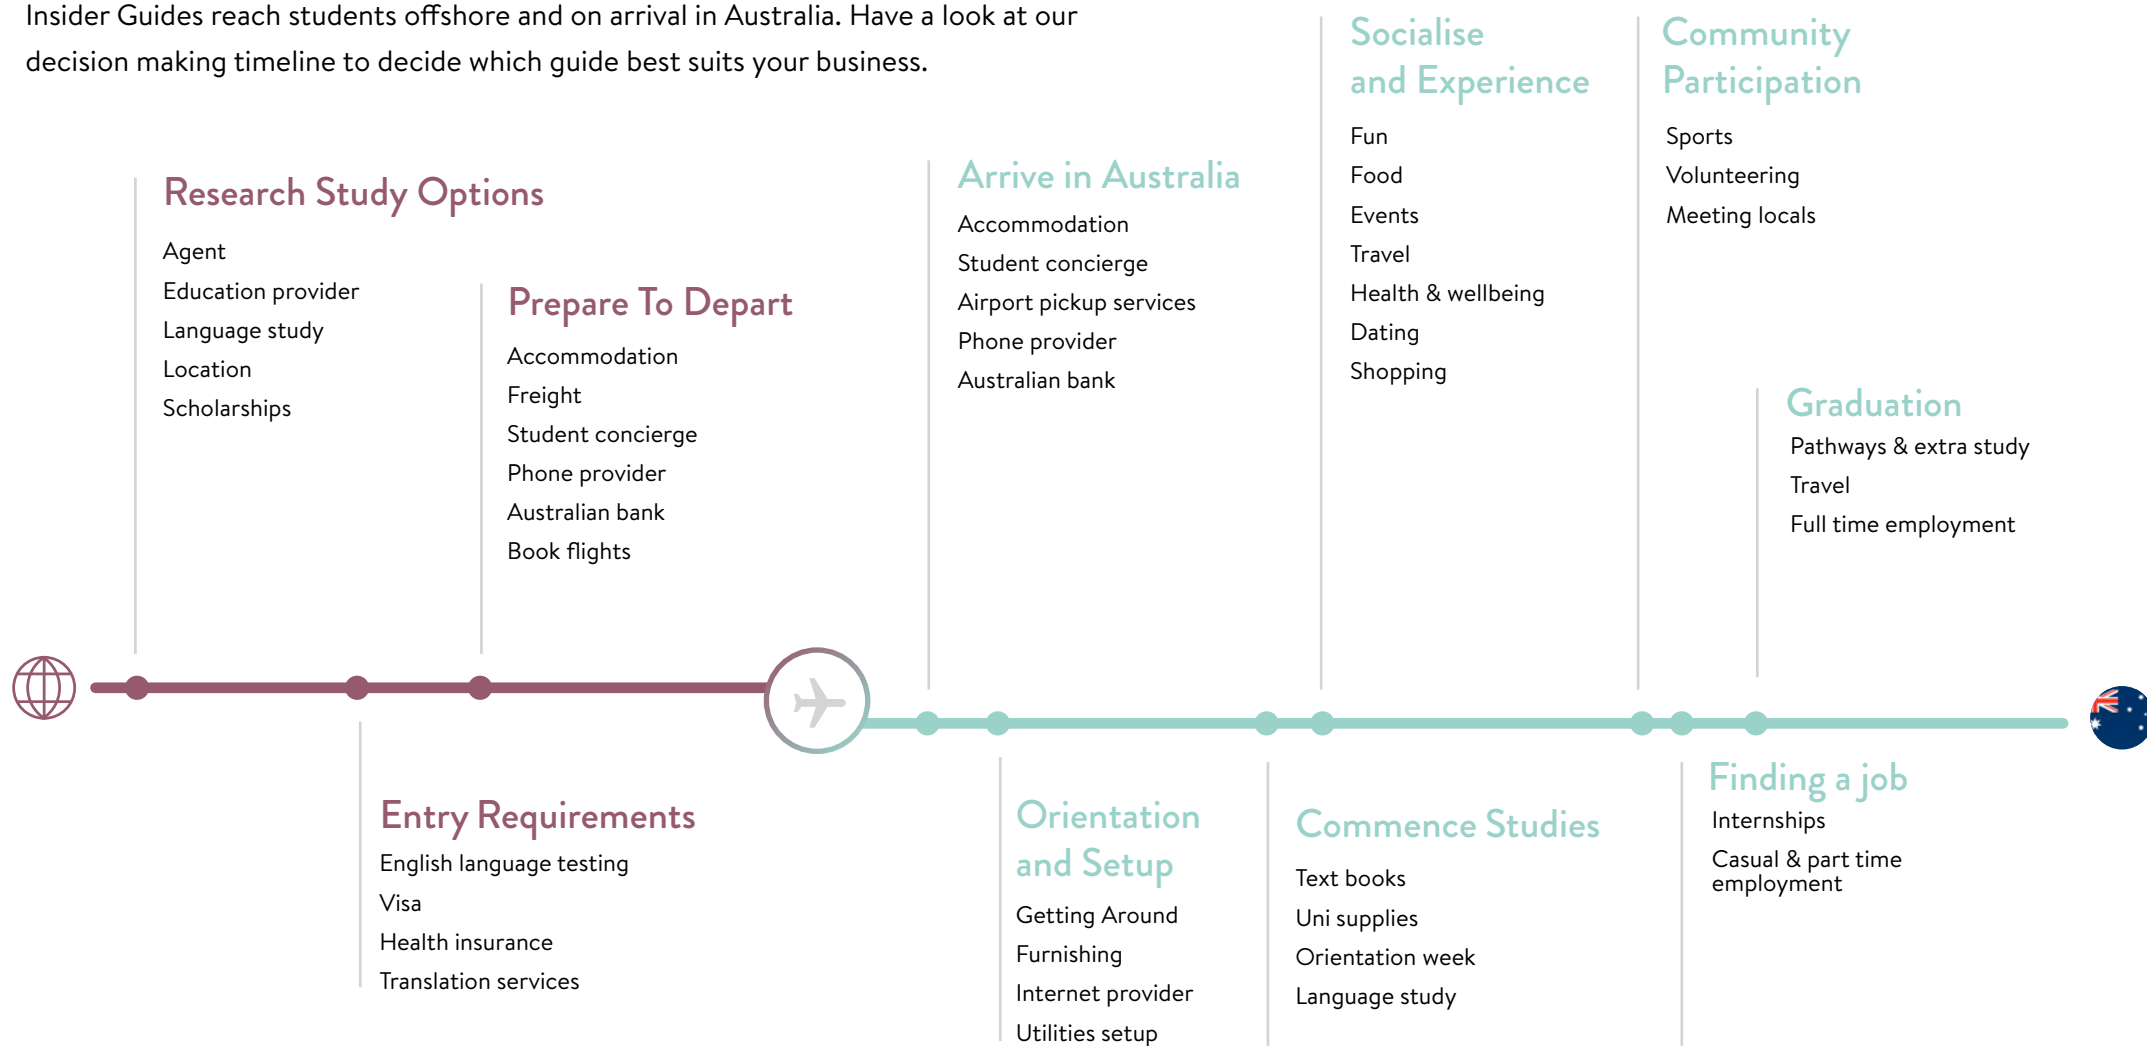 Insider Guides reach students offshore and on arrival in Australia. Have a look at our
decision making timeline to decide which guide best suits your business.
Research Study Options
Agent
Education provider
Language study
Location
Scholarships
Prepare To Depart
Accommodation
Freight
Student concierge
Phone provider
Australian bank
Book flights
Arrive in Australia
Accommodation
Student concierge
Airport pickup services
Phone provider
Australian bank
Socialise
and Experience
Fun
Food
Events
Travel
Health & wellbeing
Dating
Shopping
Community
Participation
Sports
Volunteering
Meeting locals
Graduation
Pathways & extra study
Travel
Full time employment
Entry Requirements
English language testing
Visa
Health insurance
Translation services
Orientation
and Setup
Getting Around
Furnishing
Internet provider
Utilities setup
Commence Studies
Text books
Uni supplies
Orientation week
Language study
Finding a job
Internships
Casual & part time
employment